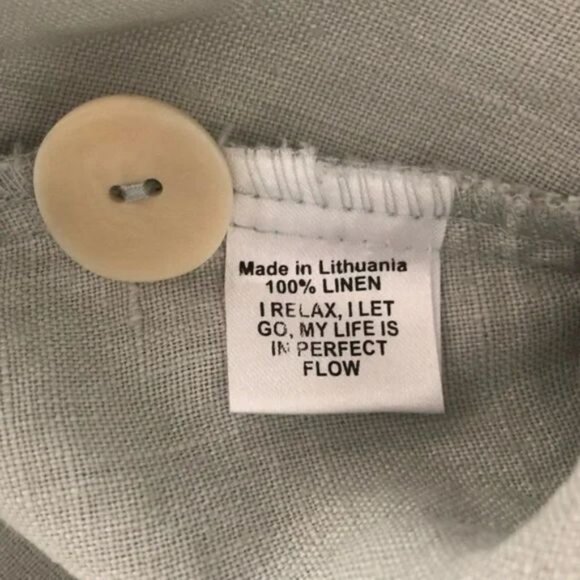 Made in Lithuania
100% LINEN
I RELAX, I LET
GO, MY LIFE IS
IN PERFECT
FLOW